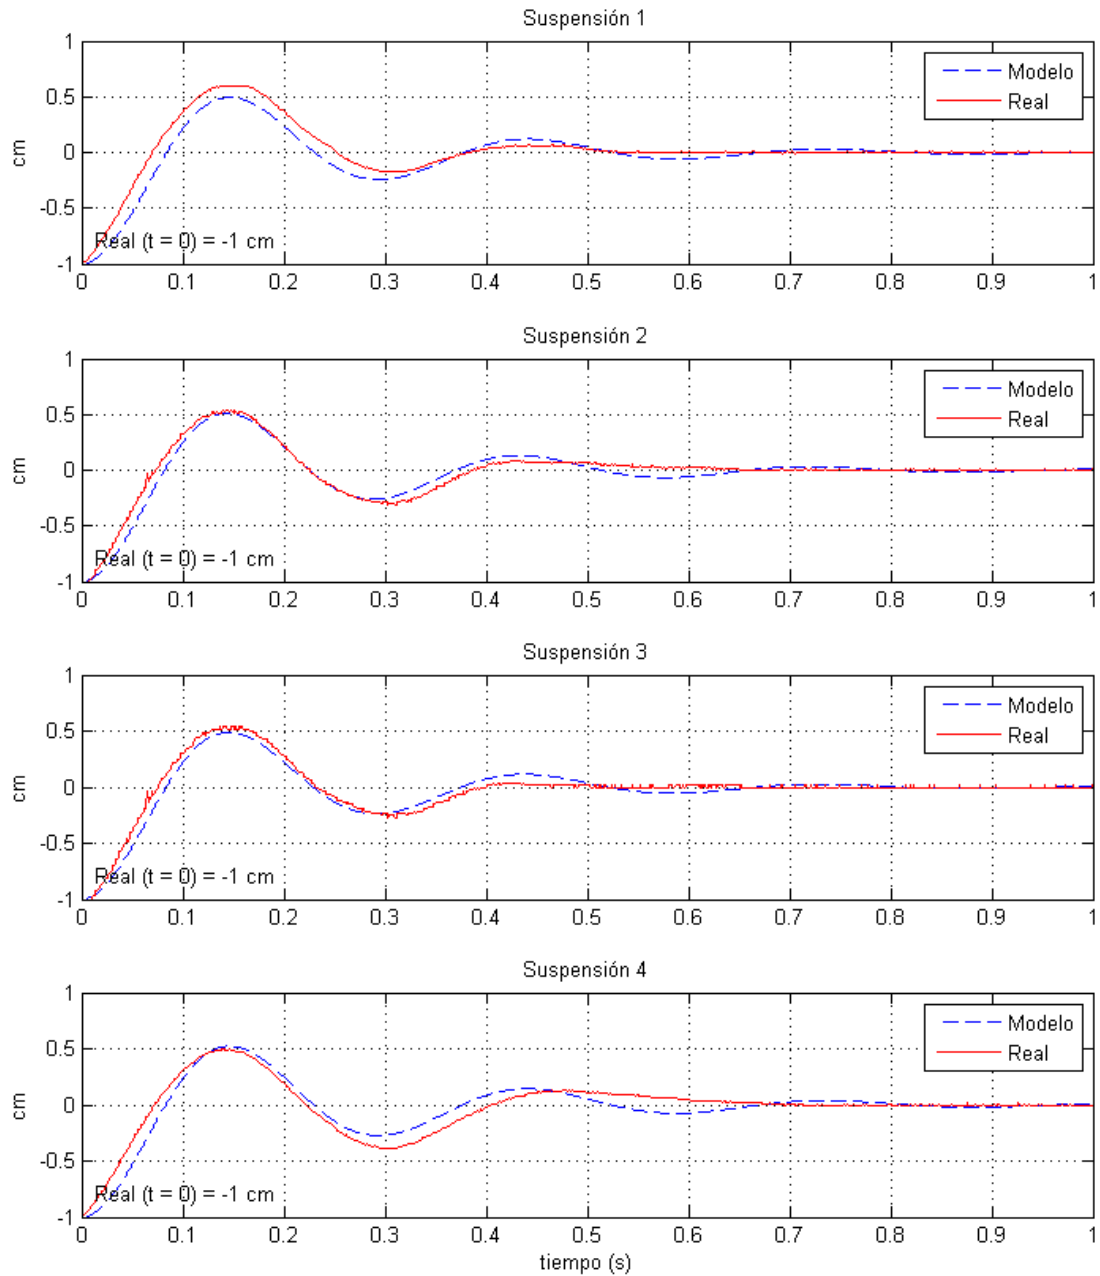 Suspensión 1
1
0.5
0
-0.5
-1
cm
Modelo
Real
Real (t = 0) = -1 cm
0 0.1 0.2 0.3 0.4 0.5 0.6 0.7 0.8 0.9 1
Suspensión 2
1
0.5
0
-0.5
-1
cm
Modelo
Real
Real (t = 0) = -1 cm
0 0.1 0.2 0.3 0.4 0.5 0.6 0.7 0.8 0.9 1
Suspensión 3
1
0.5
0
-0.5
-1
cm
Modelo
Real
Real (t = 0) = -1 cm
0 0.1 0.2 0.3 0.4 0.5 0.6 0.7 0.8 0.9 1
Suspensión 4
1
0.5
0
-0.5
-1
cm
Modelo
Real
Real (t = 0) = -1 cm
0 0.1 0.2 0.3 0.4 0.5 0.6 0.7 0.8 0.9 1
tiempo (s)